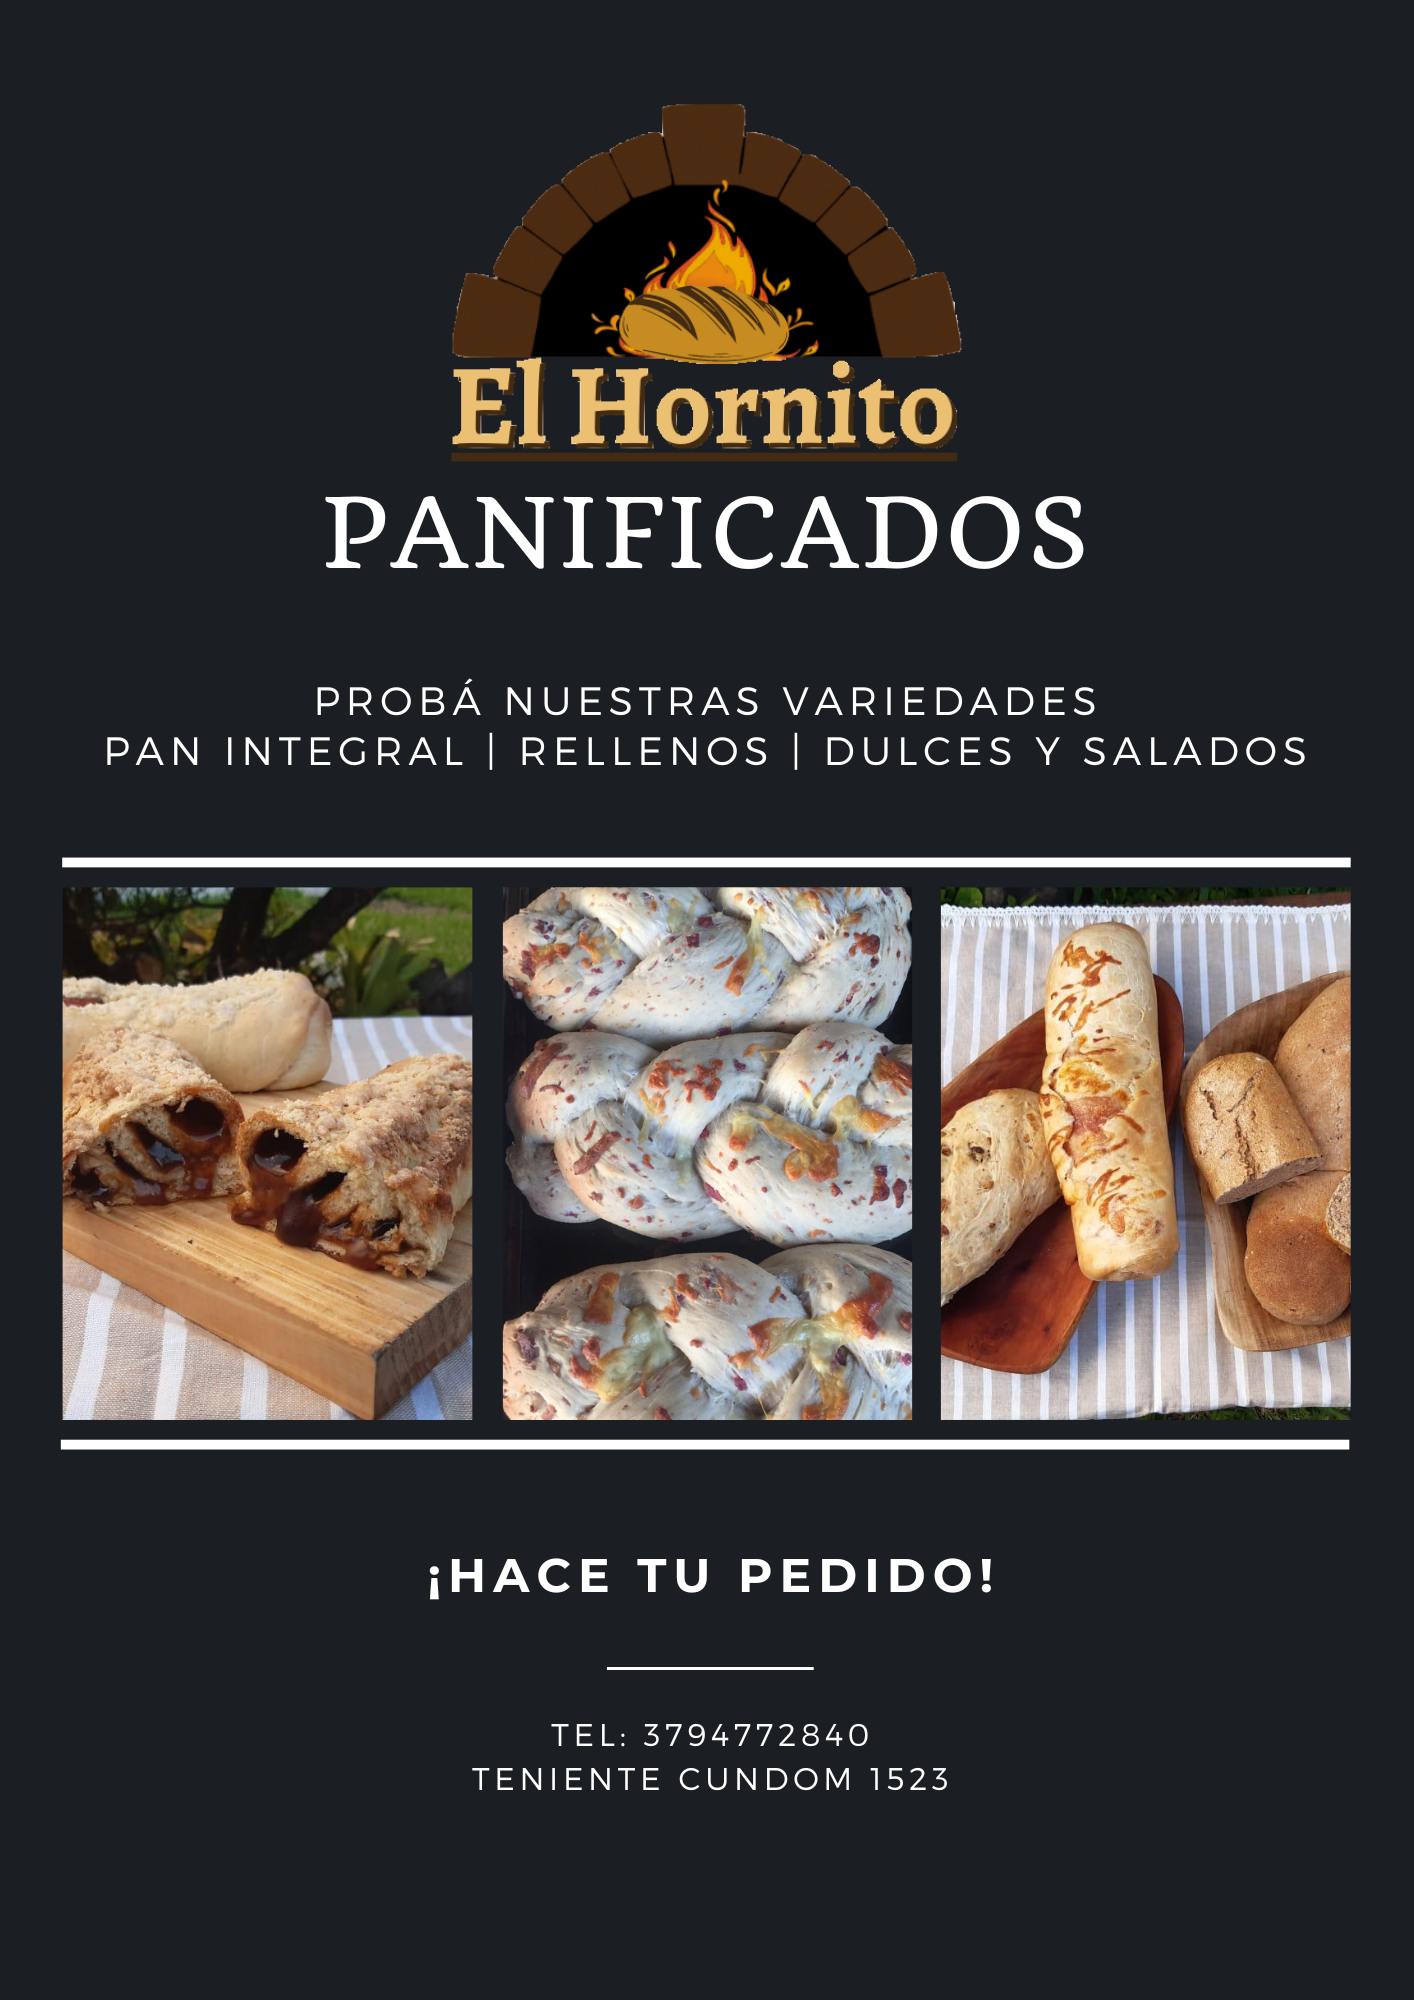 El Hornito
PANIFICADOS
PROBÁ NUESTRAS VARIEDADES
PAN INTEGRAL | RELLENOS | DULCES Y SALADOS
¡HACE TU PEDIDO!
TEL: 3794772840
TENIENTE CUNDOM 1523